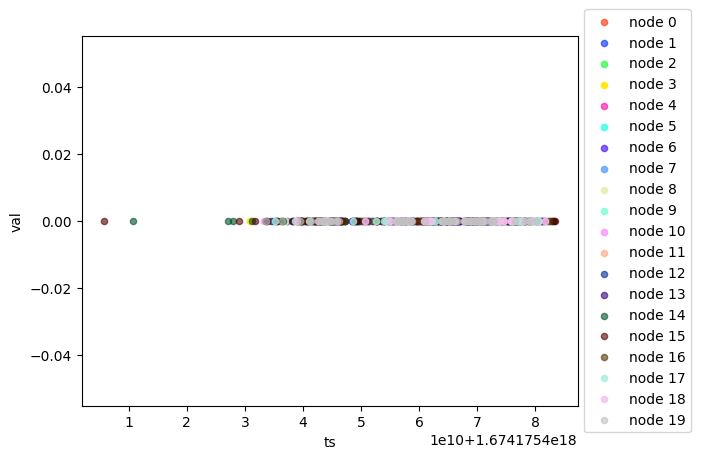 node 0
node 1
node 2
node 3
node 4
node 5
node 6
node 7
node 8
node 9
node 10
node 11
node 12
node 13
node 14
node 15
node 16
node 17
node 18
node 19
0.04
0.02
0.00
−0.02
−0.04
val
1 2 3 4 5 6 7 8
ts
1e10+1.6741754e18